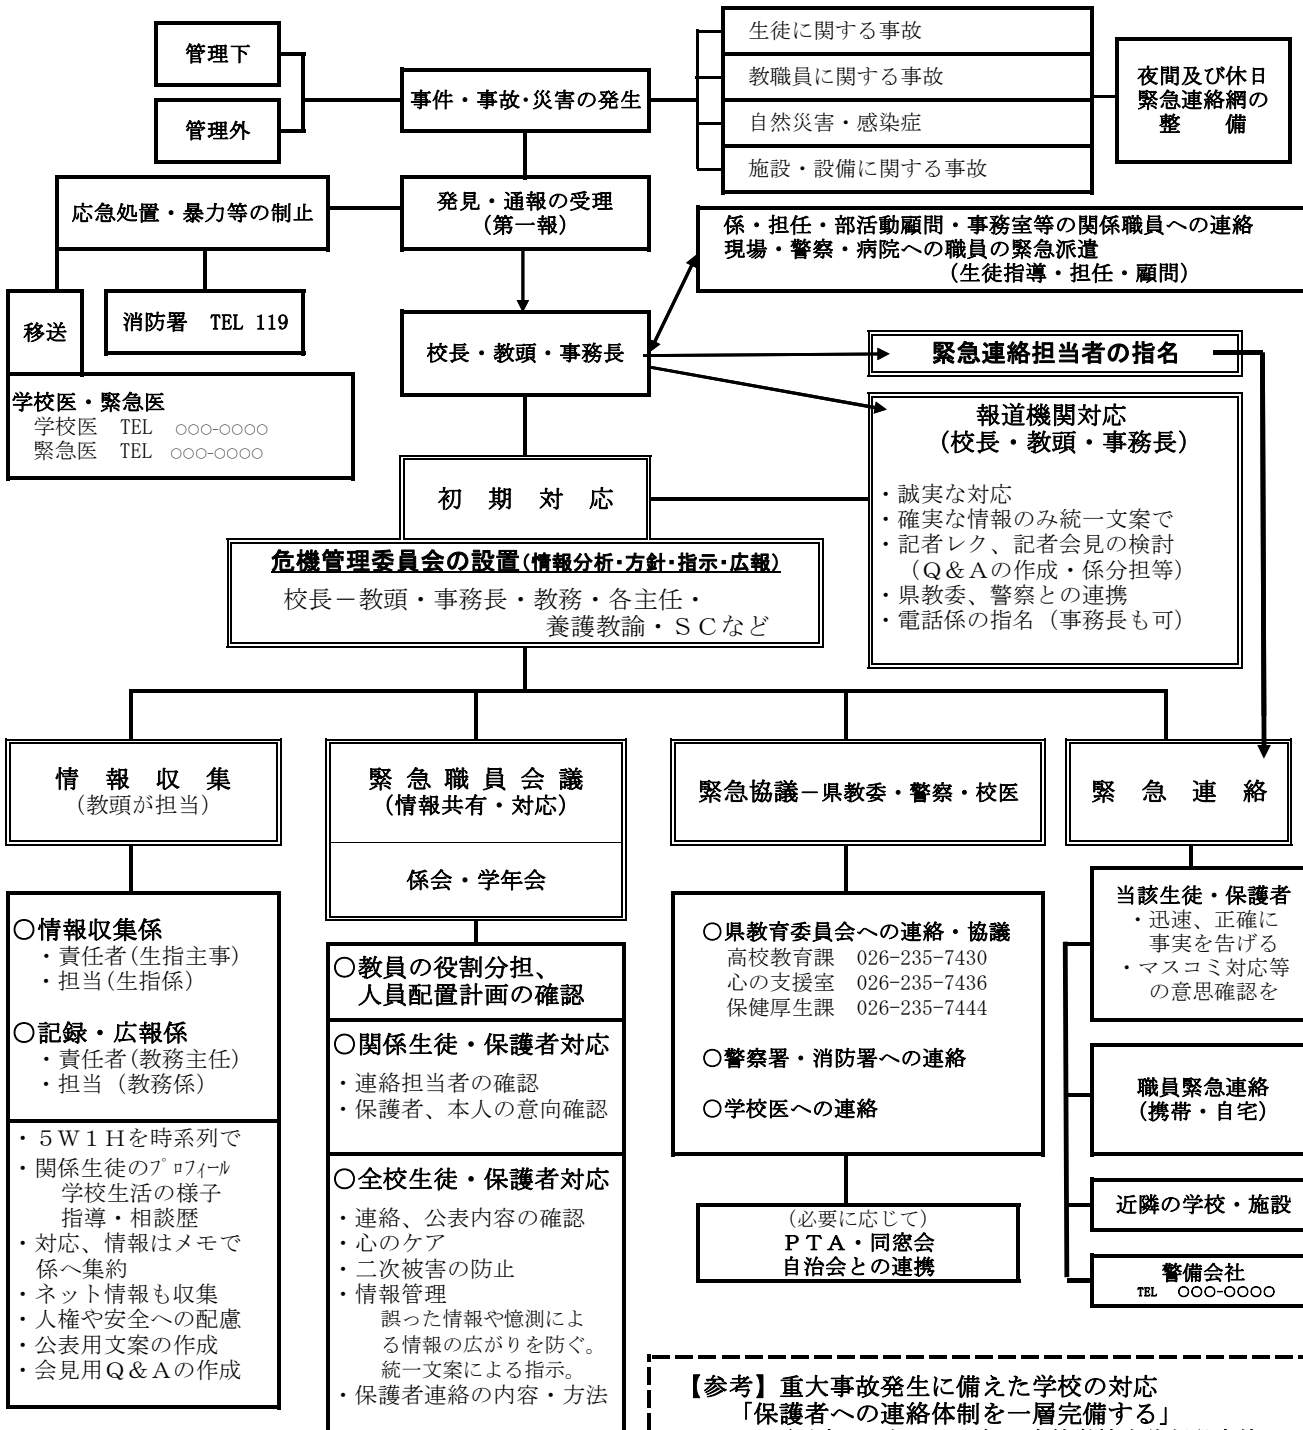 管理下
管理外
事件・事故・災害の発生
生徒に関する事故
教職員に関する事故
自然災害・感染症
施設・設備に関する事故
夜間及び休日
緊急連絡網の
整　　備
応急処置・暴力等の制止
発見・通報の受理
(第一報)
係・担任・部活動顧問・事務室等の関係職員への連絡
現場・警察・病院への職員の緊急派遣
(生徒指導・担任・顧問)
移送
消防署　TEL 119
校長・教頭・事務長
緊急連絡担当者の指名
学校医・緊急医
学校医　TEL　○○○-○○○○
緊急医　TEL　○○○-○○○○
報道機関対応
(校長・教頭・事務長)
・誠実な対応
・確実な情報のみ統一文案で
・記者レク、記者会見の検討
（Ｑ＆Ａの作成・係分担等）
・県教委、警察との連携
・電話係の指名（事務長も可）
初　期　対　応
危機管理委員会の設置(情報分析・方針・指示・広報)
校長－教頭・事務長・教務・各主任・
養護教諭・ＳＣなど
情　報　収　集
(教頭が担当)
緊 急 職 員 会 議
(情報共有・対応)
係会・学年会
緊急協議－県教委・警察・校医
緊　急　連　絡
○情報収集係
・責任者(生指主事)
・担当(生指係)
○記録・広報係
・責任者(教務主任)
・担当（教務係）
・５Ｗ１Ｈを時系列で
・関係生徒のﾌﾟﾛﾌｨｰﾙ
学校生活の様子
指導・相談歴
・対応、情報はメモで
係へ集約
・ネット情報も収集
・人権や安全への配慮
・公表用文案の作成
・会見用Ｑ＆Ａの作成
○教員の役割分担、
人員配置計画の確認
○関係生徒・保護者対応
・連絡担当者の確認
・保護者、本人の意向確認
○全校生徒・保護者対応
・連絡、公表内容の確認
・心のケア
・二次被害の防止
・情報管理
誤った情報や憶測によ
る情報の広がりを防ぐ。
統一文案による指示。
・保護者連絡の内容・方法
○県教育委員会への連絡・協議
高校教育課　026-235-7430
心の支援室　026-235-7436
保健厚生課　026-235-7444
○警察署・消防署への連絡
○学校医への連絡
(必要に応じて)
ＰＴＡ・同窓会
自治会との連携
当該生徒・保護者
・迅速、正確に
事実を告げる
・マスコミ対応等
の意思確認を
職員緊急連絡
(携帯・自宅)
近隣の学校・施設
警備会社
TEL　○○○-○○○○
【参考】重大事故発生に備えた学校の対応
「保護者への連絡体制を一層完備する」